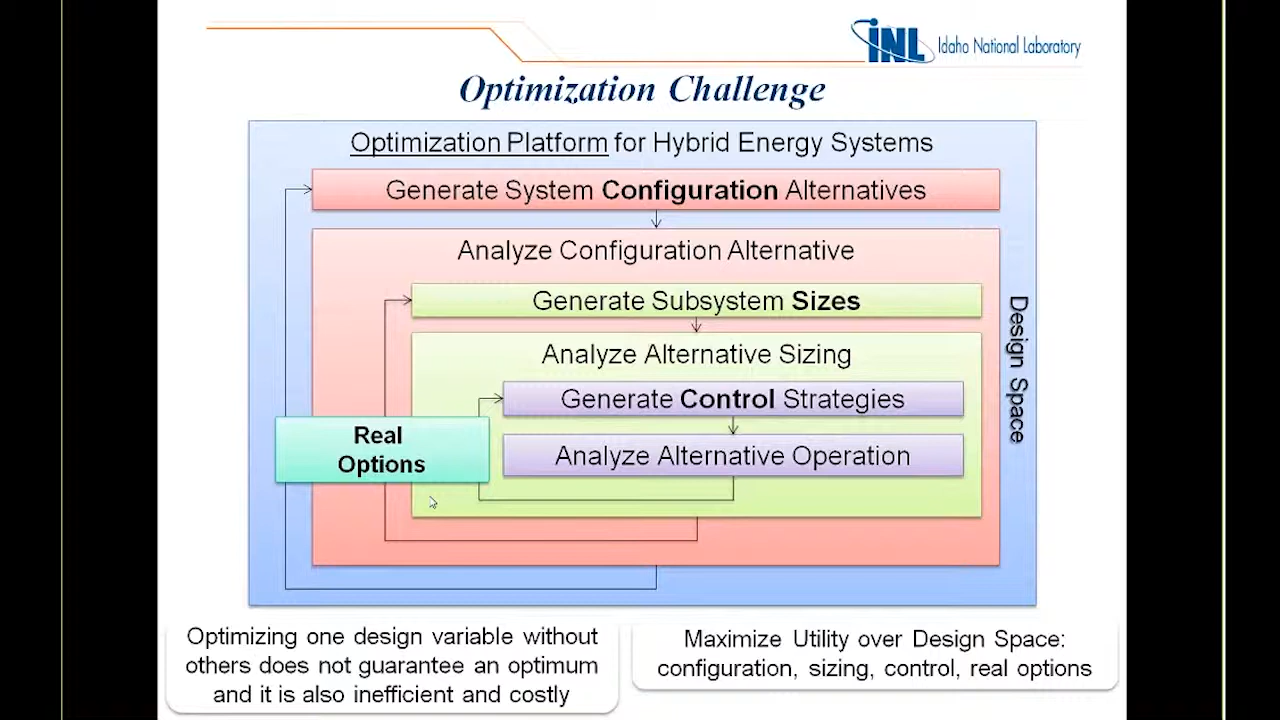 INL Idaho National Laboratory
Optimization Challenge
Optimization Platform for Hybrid Energy Systems
Generate System Configuration Alternatives
Analyze Configuration Alternative
Generate Subsystem Sizes
Analyze Alternative Sizing
Generate Control Strategies
Analyze Alternative Operation
Real
Options
Design Space
Optimizing one design variable without
others does not guarantee an optimum
and it is also inefficient and costly
Maximize Utility over Design Space:
configuration, sizing, control, real options